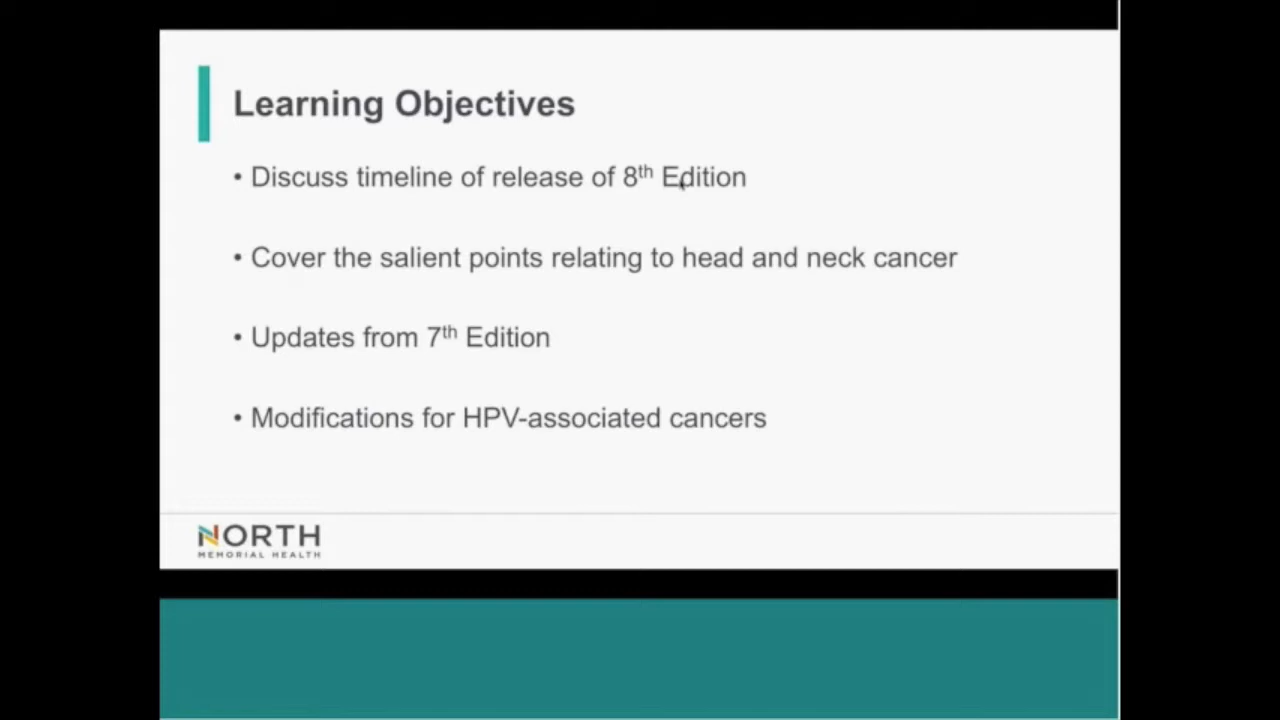 Learning Objectives
• Discuss timeline of release of 8th Edition
• Cover the salient points relating to head and neck cancer
• Updates from 7th Edition
• Modifications for HPV-associated cancers
NORTH
MEMORIAL HEALTH